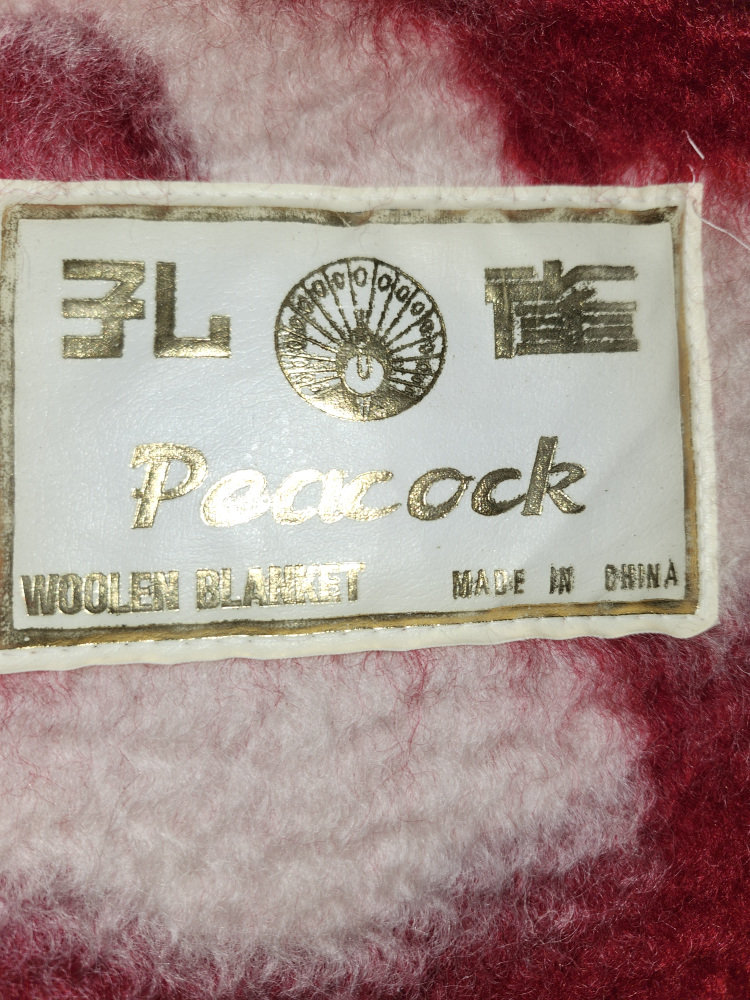 孔雀
Peacock
WOOLEN BLANKET MADE IN CHINA